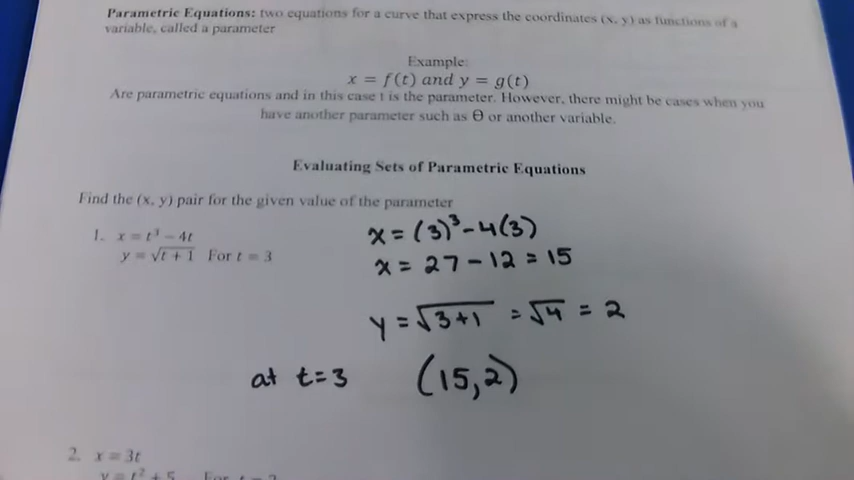 Parametric Equations: two equations for a curve that express the coordinates (x, y) as functions of a
variable, called a parameter
Example:
x = f(t) and y = g(t)
Are parametric equations and in this case t is the parameter. However, there might be cases when you
have another parameter such as Θ or another variable.
Evaluating Sets of Parametric Equations
Find the (x, y) pair for the given value of the parameter
1. x = t³ − 4t
y = √(t + 1) For t = 3
x = (3)³ − 4(3)
x = 27 − 12 = 15
y = √(3+1) = √4 = 2
at t = 3 (15, 2)
2. x = 3t
y = t² + 5 For t =